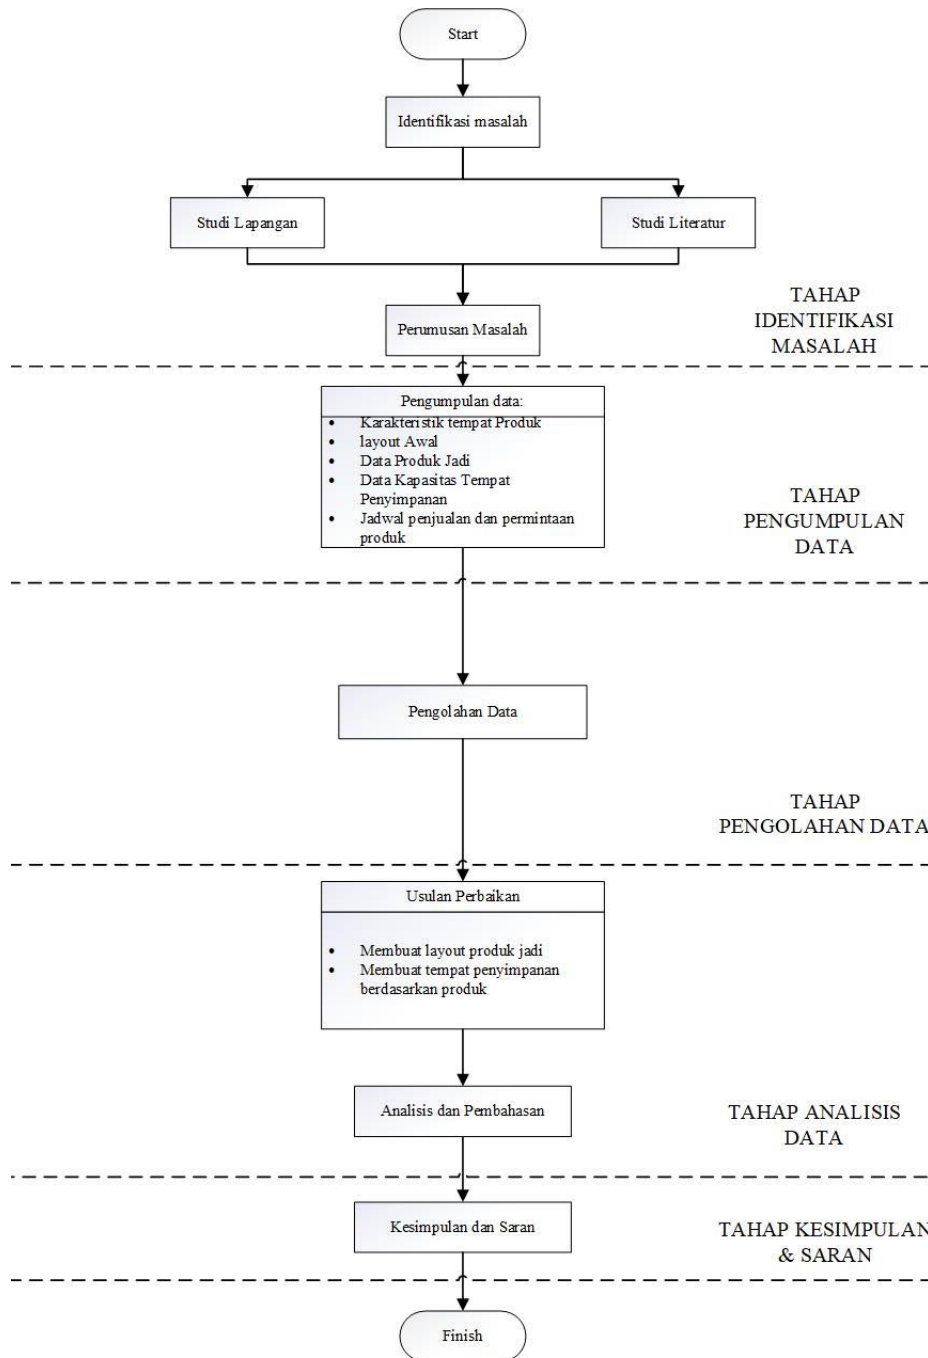 Start
Identifikasi masalah
Studi Lapangan
Studi Literatur
Perumusan Masalah
TAHAP
IDENTIFIKASI
MASALAH
Pengumpulan data:
• Karakteristik tempat Produk
• layout Awal
• Data Produk Jadi
• Data Kapasitas Tempat
Penyimpanan
• Jadwal penjualan dan permintaan
produk
TAHAP
PENGUMPULAN
DATA
Pengolahan Data
TAHAP
PENGOLAHAN DATA
Usulan Perbaikan
• Membuat layout produk jadi
• Membuat tempat penyimpanan
berdasarkan produk
Analisis dan Pembahasan
TAHAP ANALISIS
DATA
Kesimpulan dan Saran
TAHAP KESIMPULAN
& SARAN
Finish